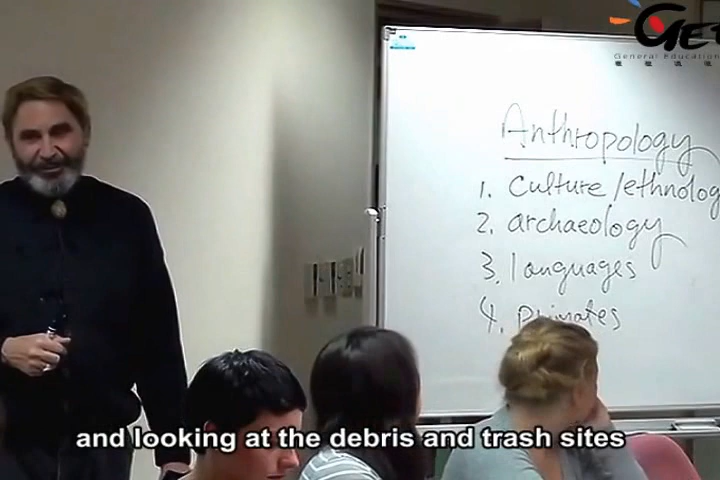 General Education
Anthropology
1. culture/ethnolog
2. archaeology
3. languages
4. primates
and looking at the debris and trash sites